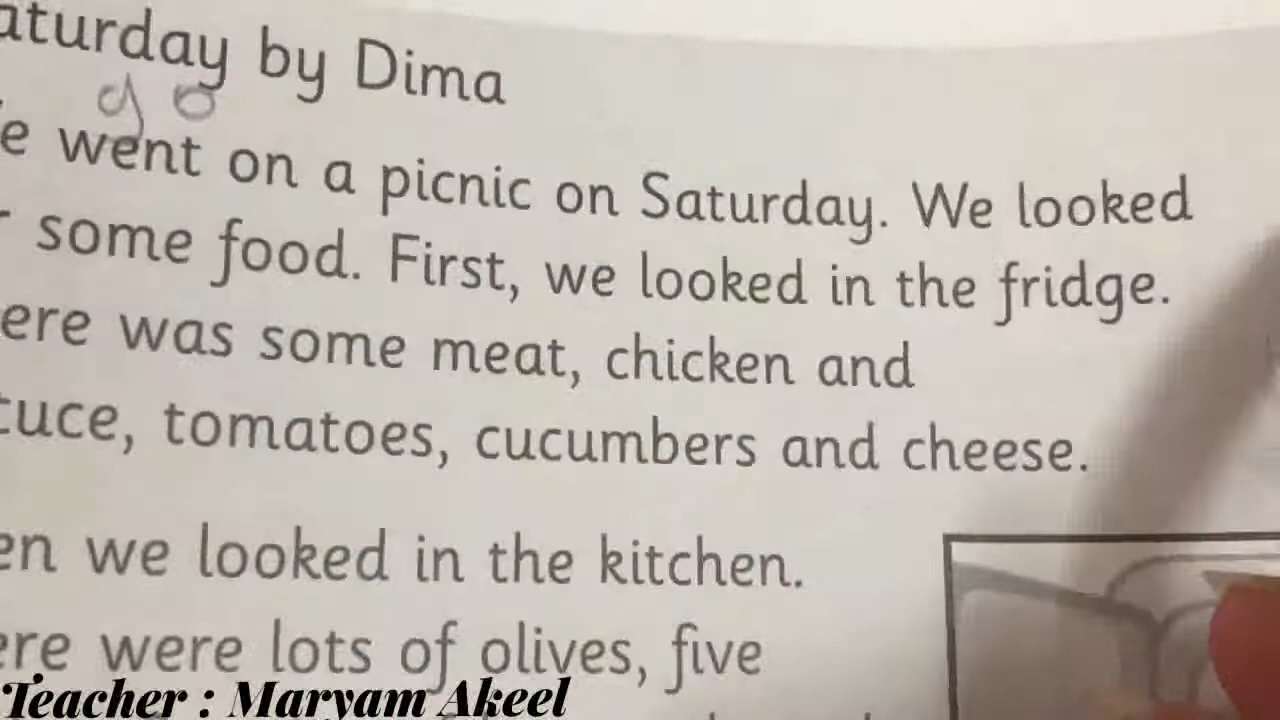 aturday by Dima
go
e went on a picnic on Saturday. We looked
some food. First, we looked in the fridge.
ere was some meat, chicken and
tuce, tomatoes, cucumbers and cheese.
en we looked in the kitchen.
ere were lots of olives, five
Teacher : Maryam Akeel